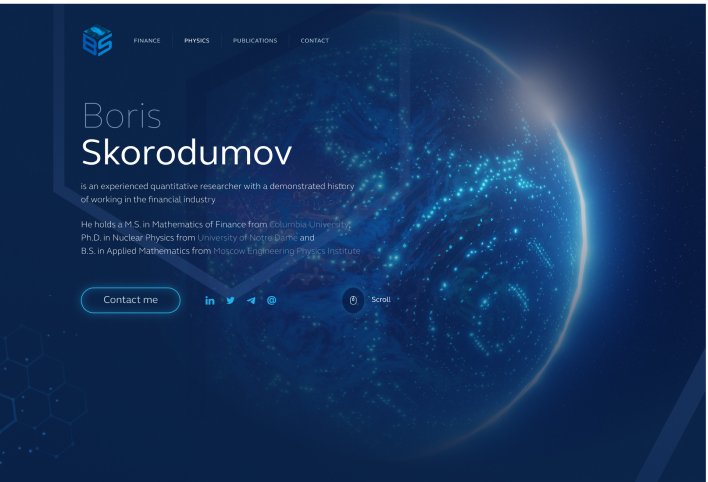 BS
FINANCE PHYSICS PUBLICATIONS CONTACT
Boris
Skorodumov
is an experienced quantitative researcher with a demonstrated history
of working in the financial industry
He holds a M.S. in Mathematics of Finance from Columbia University,
Ph.D. in Nuclear Physics from University of Notre Dame and
B.S. in Applied Mathematics from Moscow Engineering Physics Institute
Contact me in @ Scroll